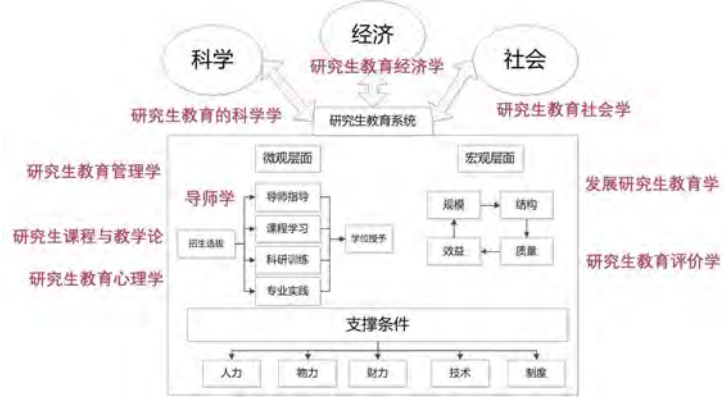 经济
科学
社会
研究生教育经济学
研究生教育的科学学
研究生教育社会学
研究生教育系统
微观层面
宏观层面
研究生教育管理学
发展研究生教育学
导师学
导师指导
规模
结构
课程学习
研究生课程与教学论
招生选拔
学位授予
科研训练
效益
质量
研究生教育评价学
研究生教育心理学
专业实践
支撑条件
人力
物力
财力
技术
制度